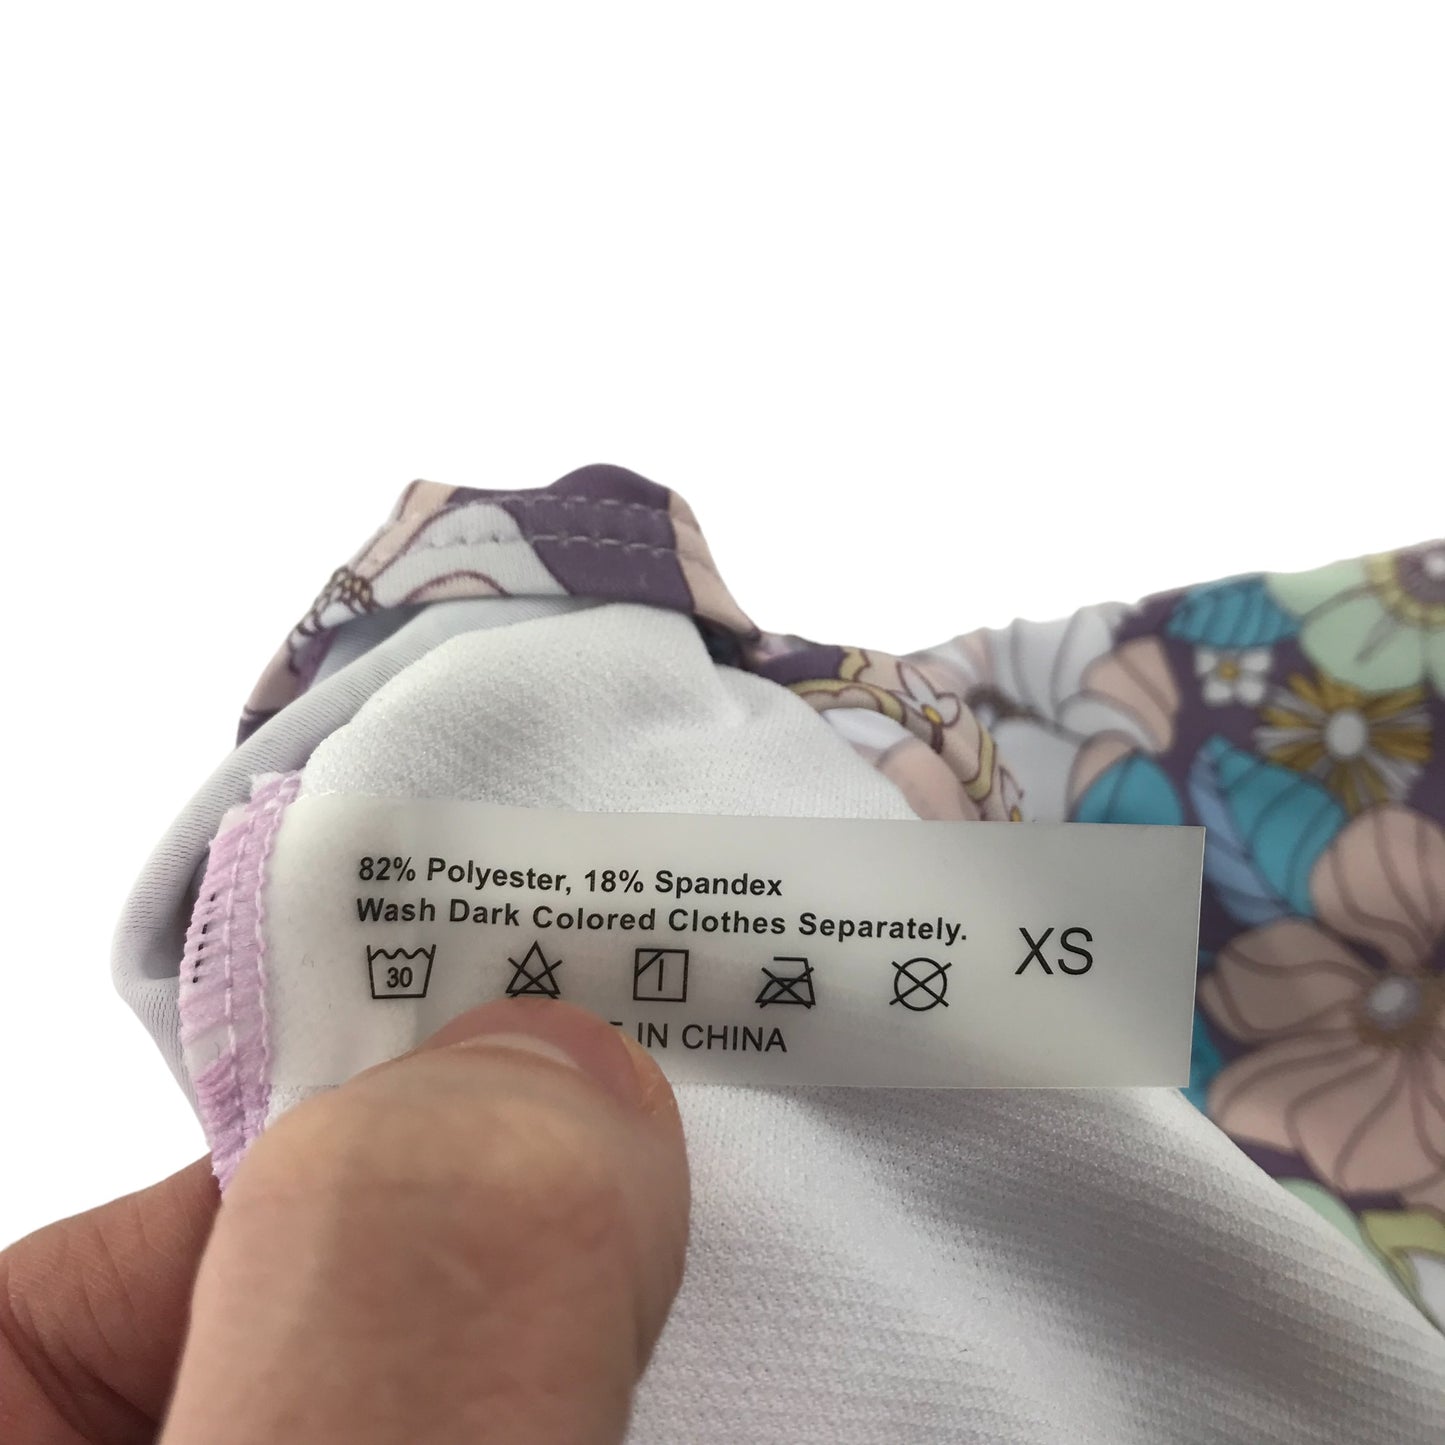 82% Polyester, 18% Spandex
Wash Dark Colored Clothes Separately.
XS
30
IN CHINA